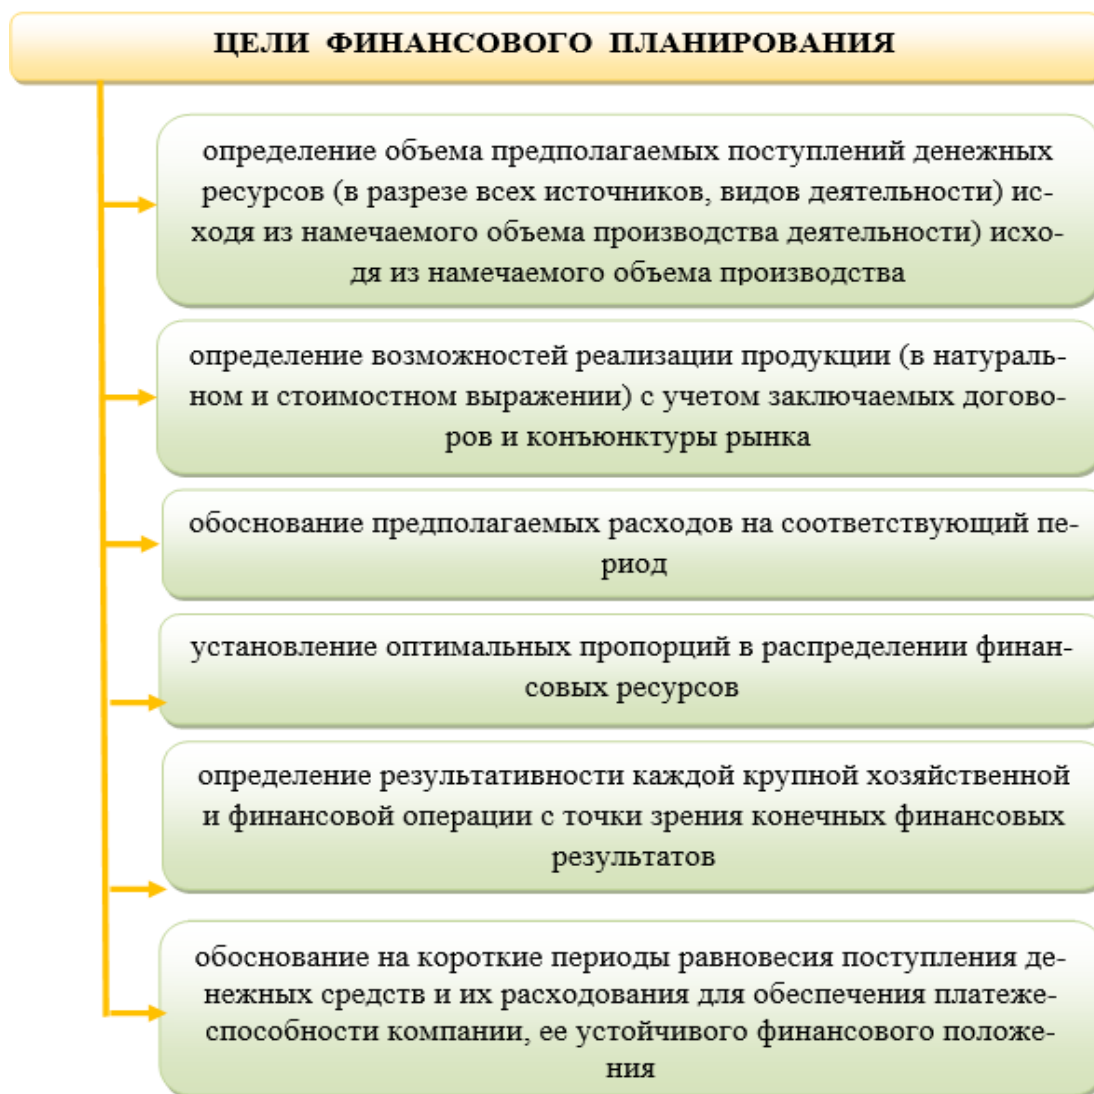 ЦЕЛИ ФИНАНСОВОГО ПЛАНИРОВАНИЯ
определение объема предполагаемых поступлений денежных
ресурсов (в разрезе всех источников, видов деятельности) ис-
ходя из намечаемого объема производства деятельности) исхо-
дя из намечаемого объема производства
определение возможностей реализации продукции (в натураль-
ном и стоимостном выражении) с учетом заключаемых догово-
ров и конъюнктуры рынка
обоснование предполагаемых расходов на соответствующий пе-
риод
установление оптимальных пропорций в распределении финан-
совых ресурсов
определение результативности каждой крупной хозяйственной
и финансовой операции с точки зрения конечных финансовых
результатов
обоснование на короткие периоды равновесия поступления де-
нежных средств и их расходования для обеспечения платеже-
способности компании, ее устойчивого финансового положе-
ния